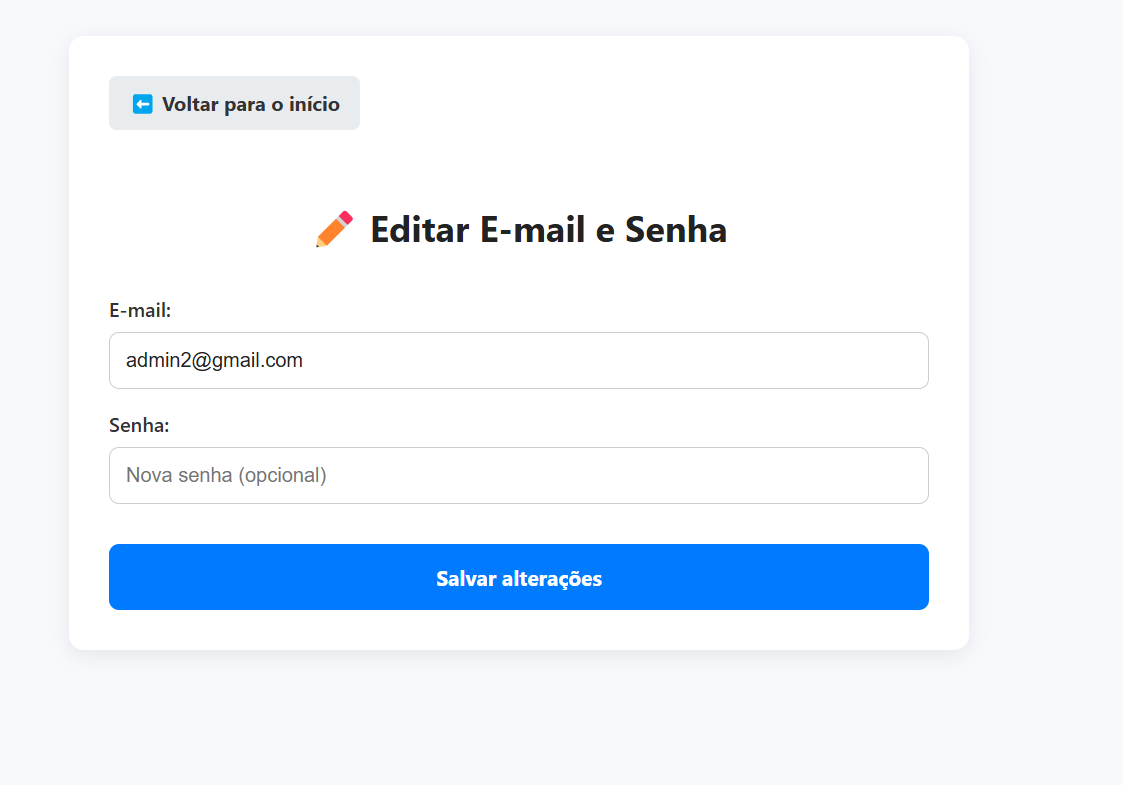 ⬅️ Voltar para o início
✏️ Editar E-mail e Senha
E-mail:
admin2@gmail.com
Senha:
Nova senha (opcional)
Salvar alterações